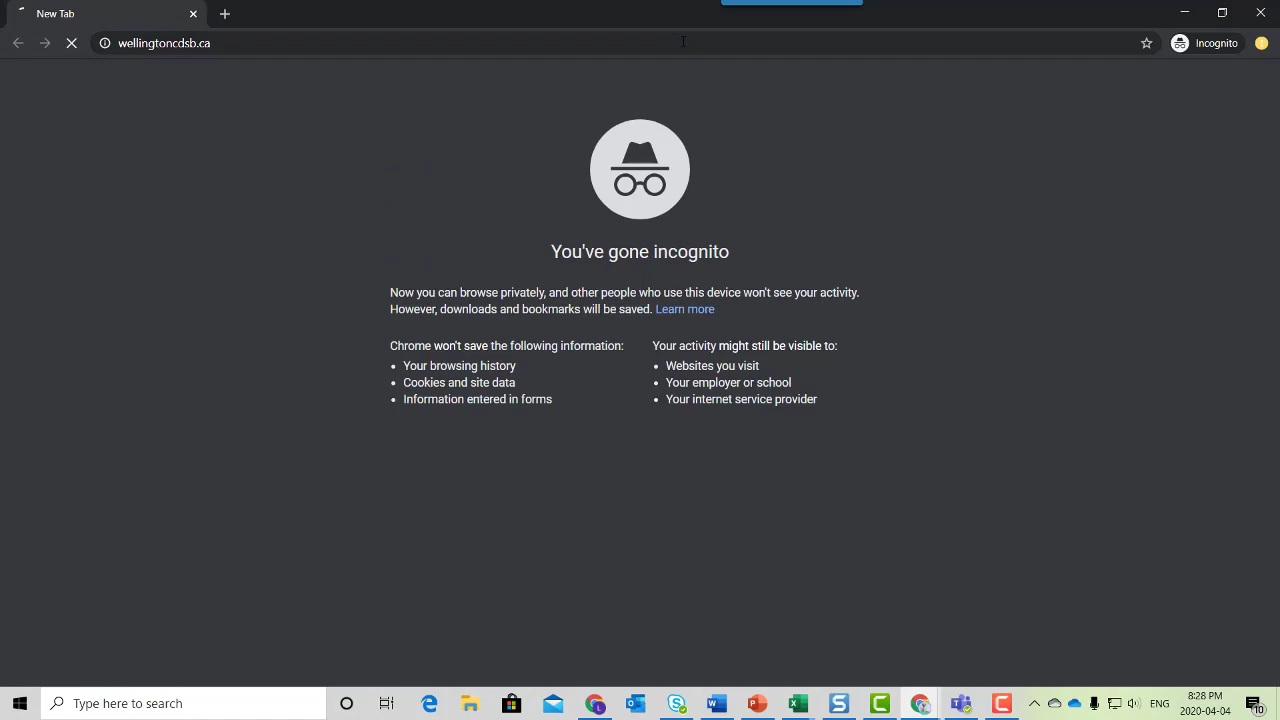 New Tab
wellingtoncdsb.ca
Incognito
You've gone incognito
Now you can browse privately, and other people who use this device won't see your activity.
However, downloads and bookmarks will be saved. Learn more
Chrome won't save the following information:
Your browsing history
Cookies and site data
Information entered in forms
Your activity might still be visible to:
Websites you visit
Your employer or school
Your internet service provider
Type here to search
ENG
8:28 PM
2020-04-04